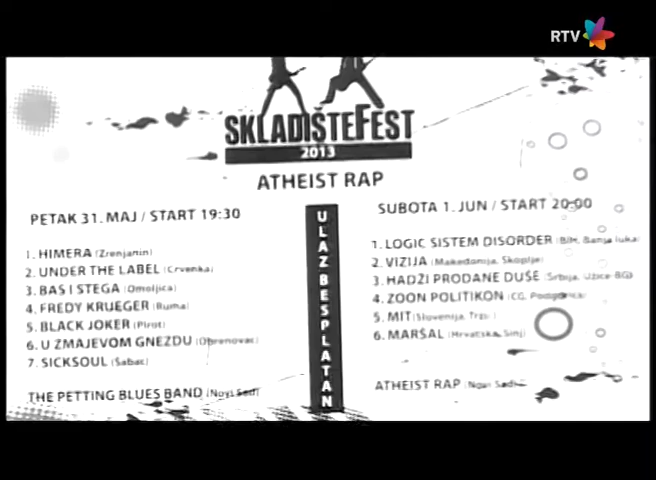 RTV
SKLADIŠTEFEST
2013
ATHEIST RAP
PETAK 31. MAJ / START 19:30
1. HIMERA (Zrenjanin)
2. UNDER THE LABEL (Crvenka)
3. BAS I STEGA (Omoljica)
4. FREDY KRUEGER (Ruma)
5. BLACK JOKER (Pirot)
6. U ZMAJEVOM GNEZDU (Obrenovac)
7. SICKSOUL (Šabac)
THE PETTING BLUES BAND (Novi Sad)
ULAZ BESPLATAN
SUBOTA 1. JUN / START 20:00
1. LOGIC SISTEM DISORDER (BIH, Banja luka)
2. VIZIJA (Makedonija, Skoplje)
3. HADŽI PRODANE DUŠE (Srbija, Užice-BG)
4. ZOON POLITIKON (CG, Podgorica)
5. MIT (Slovenija, Trzin)
6. MARŠAL (Hrvatska, Sinj)
ATHEIST RAP (Novi Sad)